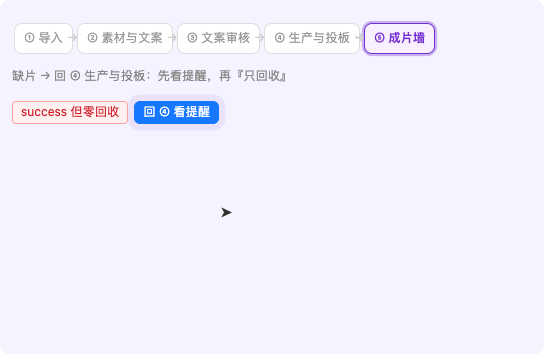 ① 导入 → ② 素材与文案 → ③ 文案审核 → ④ 生产与投板 → ⑤ 成片墙
缺片 → 回 ④ 生产与投板：先看提醒，再『只回收』
success 但零回收 回 ④ 看提醒